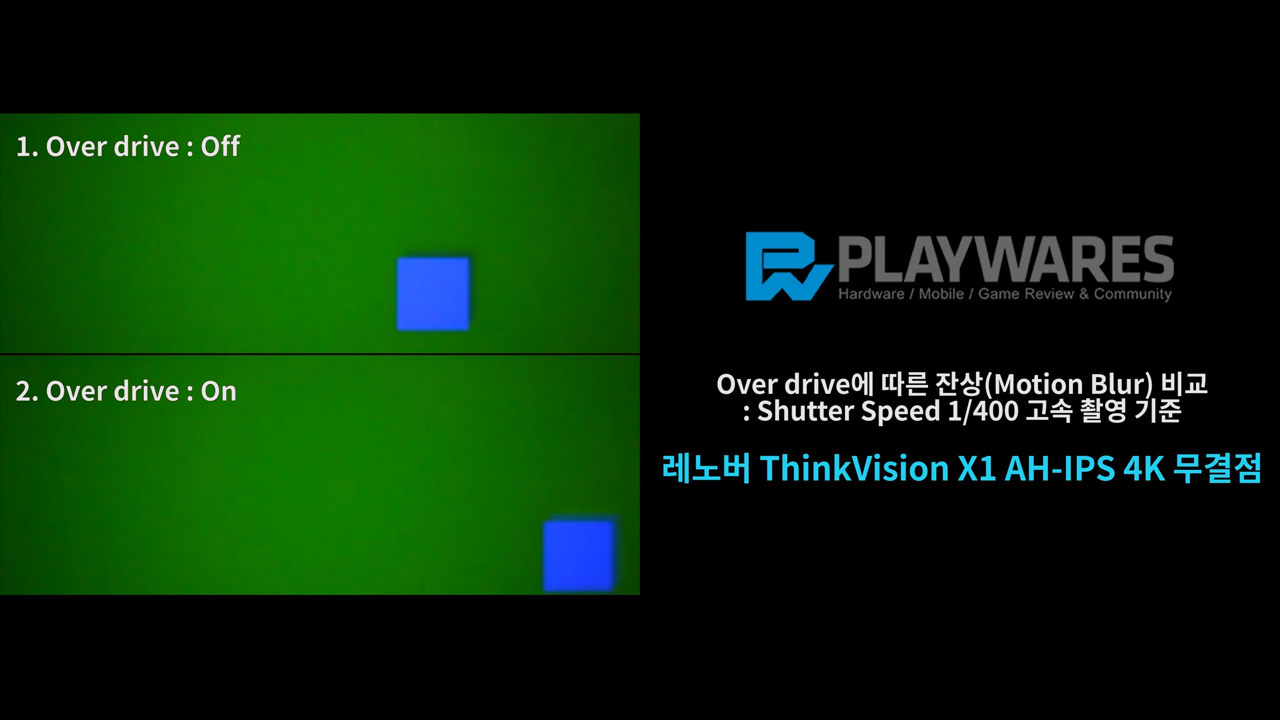 1. Over drive : Off
2. Over drive : On
PLAYWARES
Hardware / Mobile / Game Review & Community
Over drive에 따른 잔상(Motion Blur) 비교
: Shutter Speed 1/400 고속 촬영 기준
레노버 ThinkVision X1 AH-IPS 4K 무결점